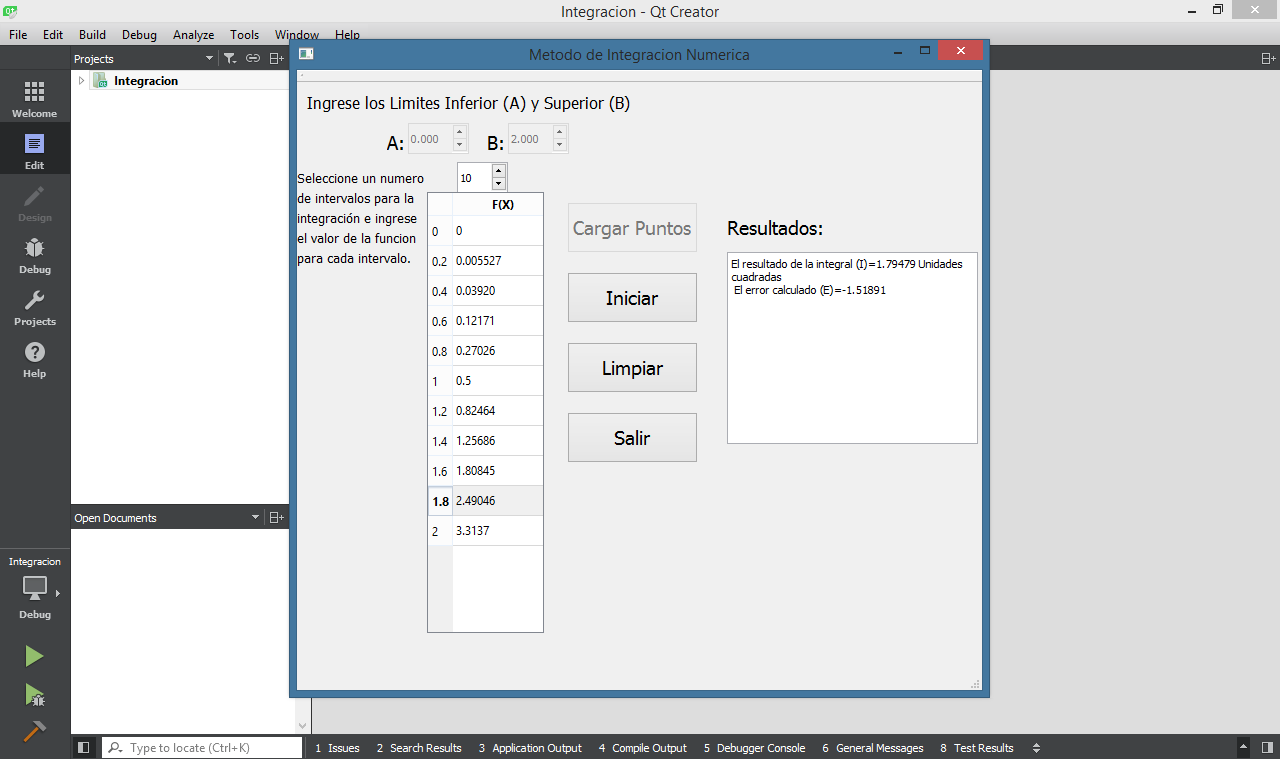 Integracion - Qt Creator
File Edit Build Debug Analyze Tools Window Help
Projects
Integracion
Welcome
Edit
Design
Debug
Projects
Help
Open Documents
Integracion
Debug
Metodo de Integracion Numerica
Ingrese los Limites Inferior (A) y Superior (B)
A: 0.000 B: 2.000
Seleccione un numero
de intervalos para la
integración e ingrese
el valor de la funcion
para cada intervalo.
10
F(X)
0 0
0.2 0.005527
0.4 0.03920
0.6 0.12171
0.8 0.27026
1 0.5
1.2 0.82464
1.4 1.25686
1.6 1.80845
1.8 2.49046
2 3.3137
Cargar Puntos
Iniciar
Limpiar
Salir
Resultados:
El resultado de la integral (I)=1.79479 Unidades
cuadradas
El error calculado (E)=-1.51891
Type to locate (Ctrl+K)
1 Issues 2 Search Results 3 Application Output 4 Compile Output 5 Debugger Console 6 General Messages 8 Test Results